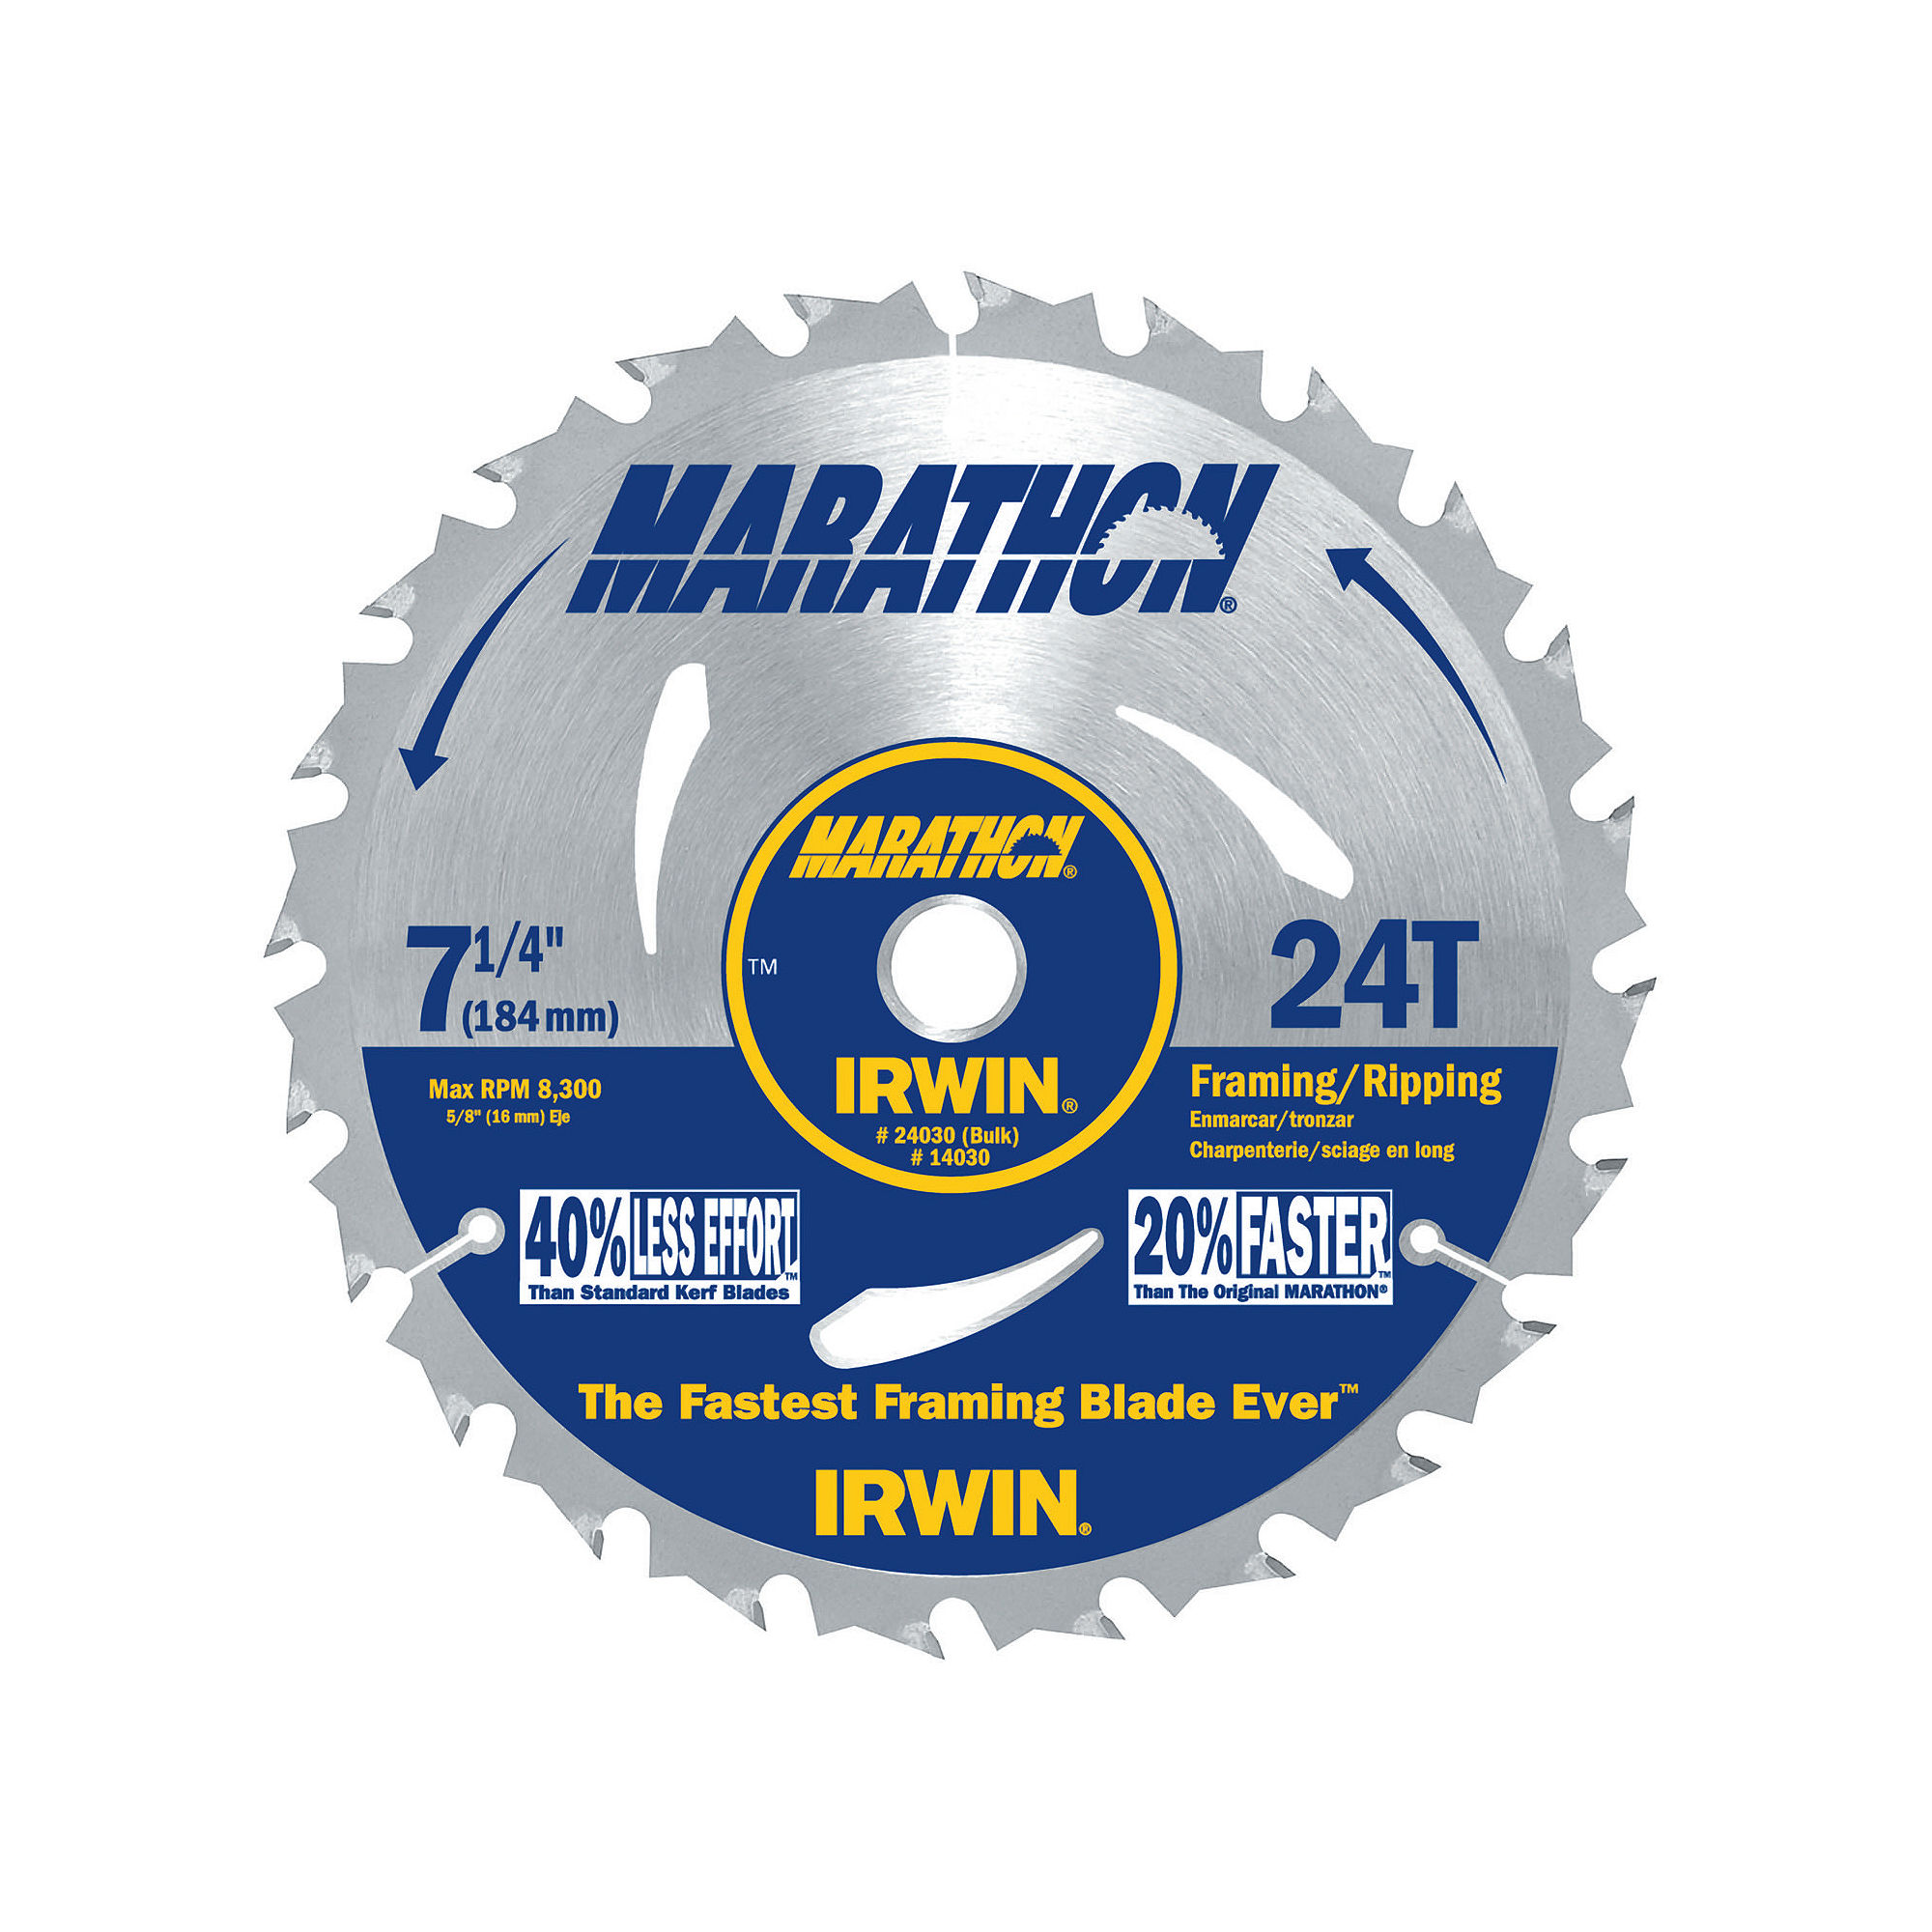 MARATHON®
MARATHON®
7 1/4"
(184 mm)
™
24T
IRWIN®
# 24030 (Bulk)
# 14030
Max RPM 8,300
5/8" (16 mm) Eje
Framing/Ripping
Enmarcar/tronzar
Charpenterie/sciage en long
40% LESS EFFORT™
Than Standard Kerf Blades
20% FASTER™
Than The Original MARATHON®
The Fastest Framing Blade Ever™
IRWIN®